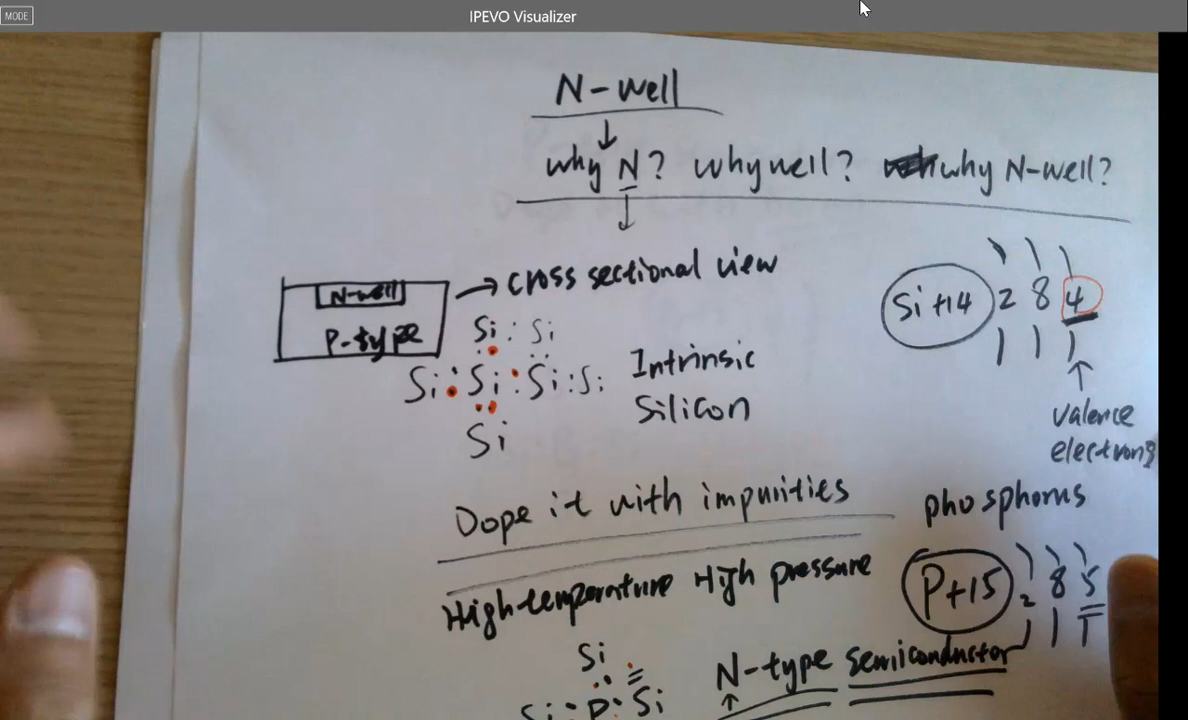 MODE
IPEVO Visualizer
N-well
why N? why well? why N-well?
N-well
P-type
cross sectional view
Si +14 2 8 4
valence
electrons
Si : Si
Si : Si : Si : Si
Si
Intrinsic
Silicon
Dope it with impurities
High-temperature High pressure
phosphorus
P+15 2 8 5
N-type semiconductor
Si
Si : P : Si